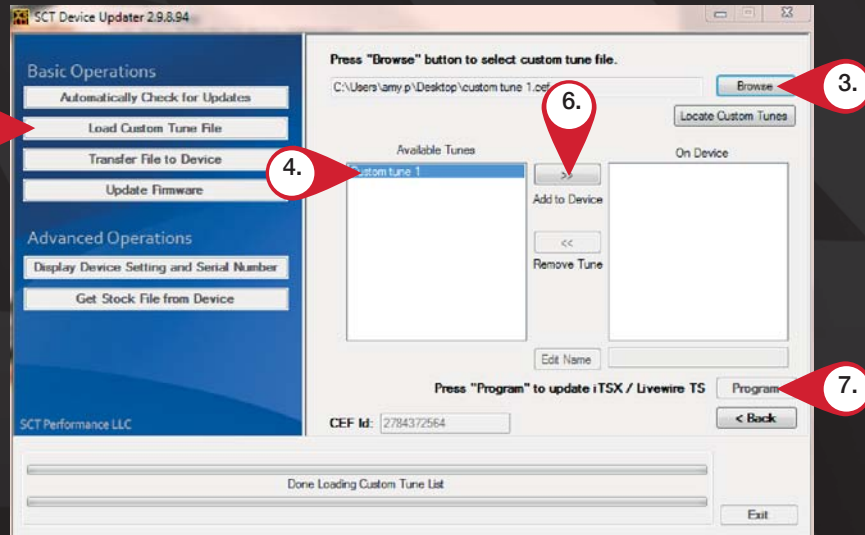 SCT Device Updater 2.9.8.94
Basic Operations
Automatically Check for Updates
Load Custom Tune File
Transfer File to Device
Update Firmware
Advanced Operations
Display Device Setting and Serial Number
Get Stock File from Device
SCT Performance LLC
Press "Browse" button to select custom tune file.
C:\Users\amy.p\Desktop\custom tune 1.cef
Browse
3.
Locate Custom Tunes
6.
Available Tunes
On Device
4.
Custom tune 1
>>
Add to Device
<<
Remove Tune
Edit Name
Press "Program" to update iTSX / Livewire TS
Program
7.
CEF Id: 2784372564
< Back
Done Loading Custom Tune List
Exit